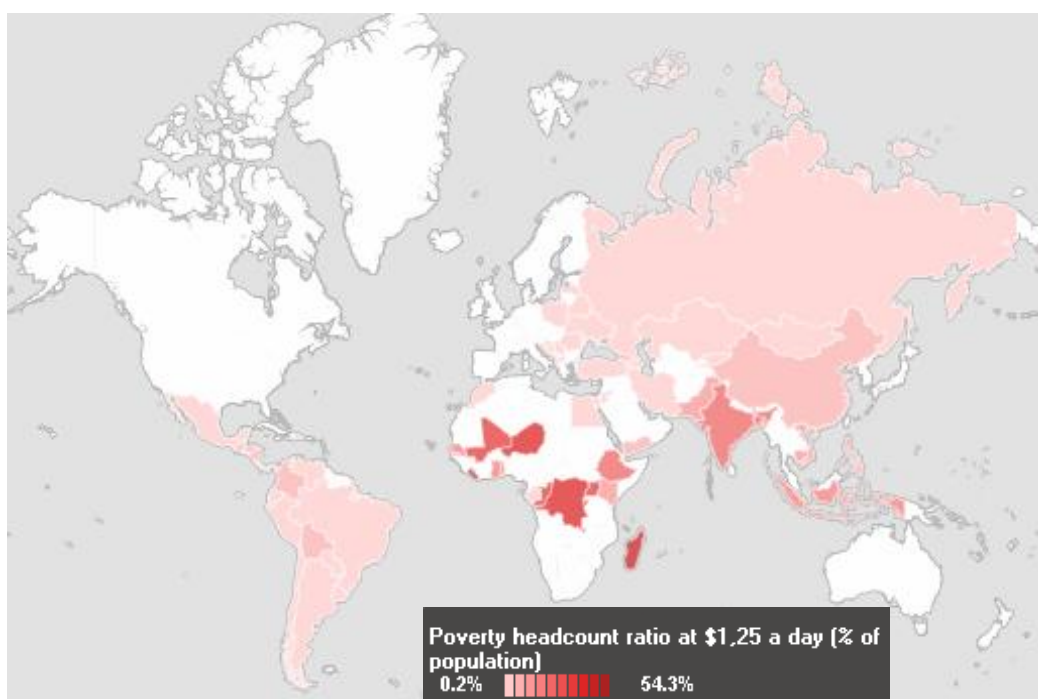 Poverty headcount ratio at $1,25 a day (% of
population)
0.2% 54.3%